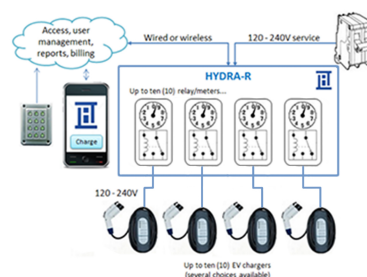 Access, user
management,
reports, billing
Wired or wireless
120 - 240V service
HYDRA-R
Up to ten (10) relay/meters....
Charge
120 - 240V
Up to ten (10) EV chargers
(several choices available)